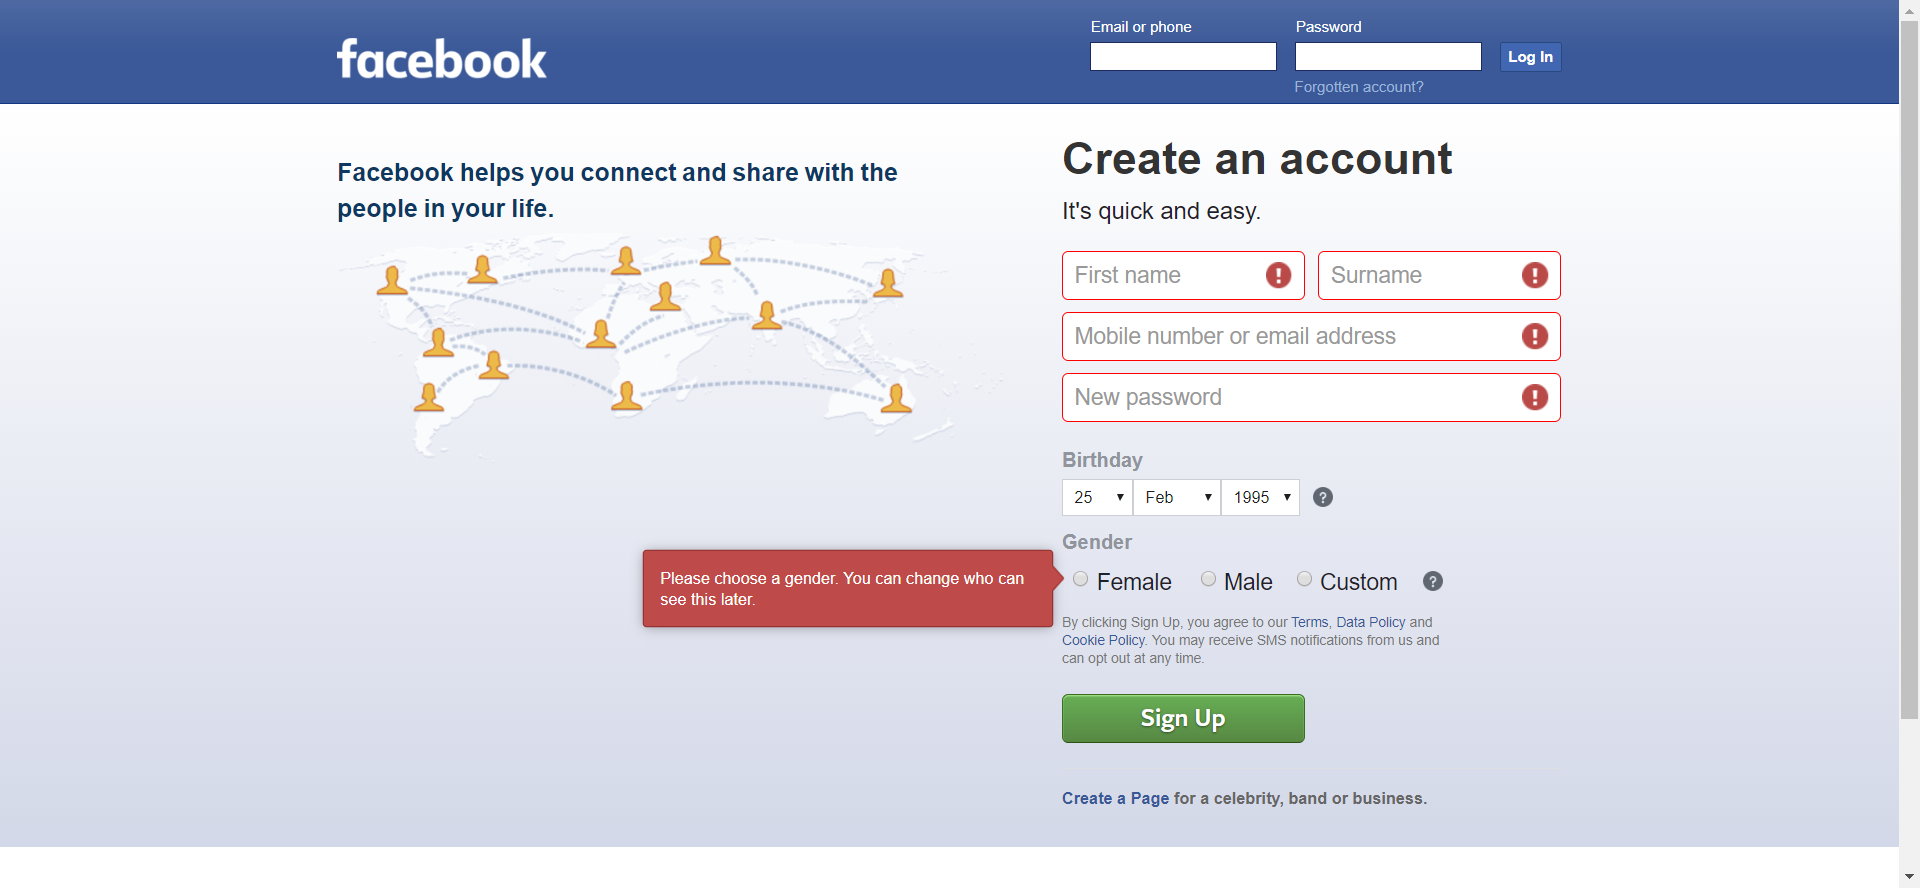 facebook
Email or phone
Password
Log In
Forgotten account?
Facebook helps you connect and share with the
people in your life.
Create an account
It's quick and easy.
First name
Surname
Mobile number or email address
New password
Birthday
25
Feb
1995
?
Gender
Please choose a gender. You can change who can
see this later.
Female
Male
Custom
?
By clicking Sign Up, you agree to our Terms, Data Policy and
Cookie Policy. You may receive SMS notifications from us and
can opt out at any time.
Sign Up
Create a Page for a celebrity, band or business.